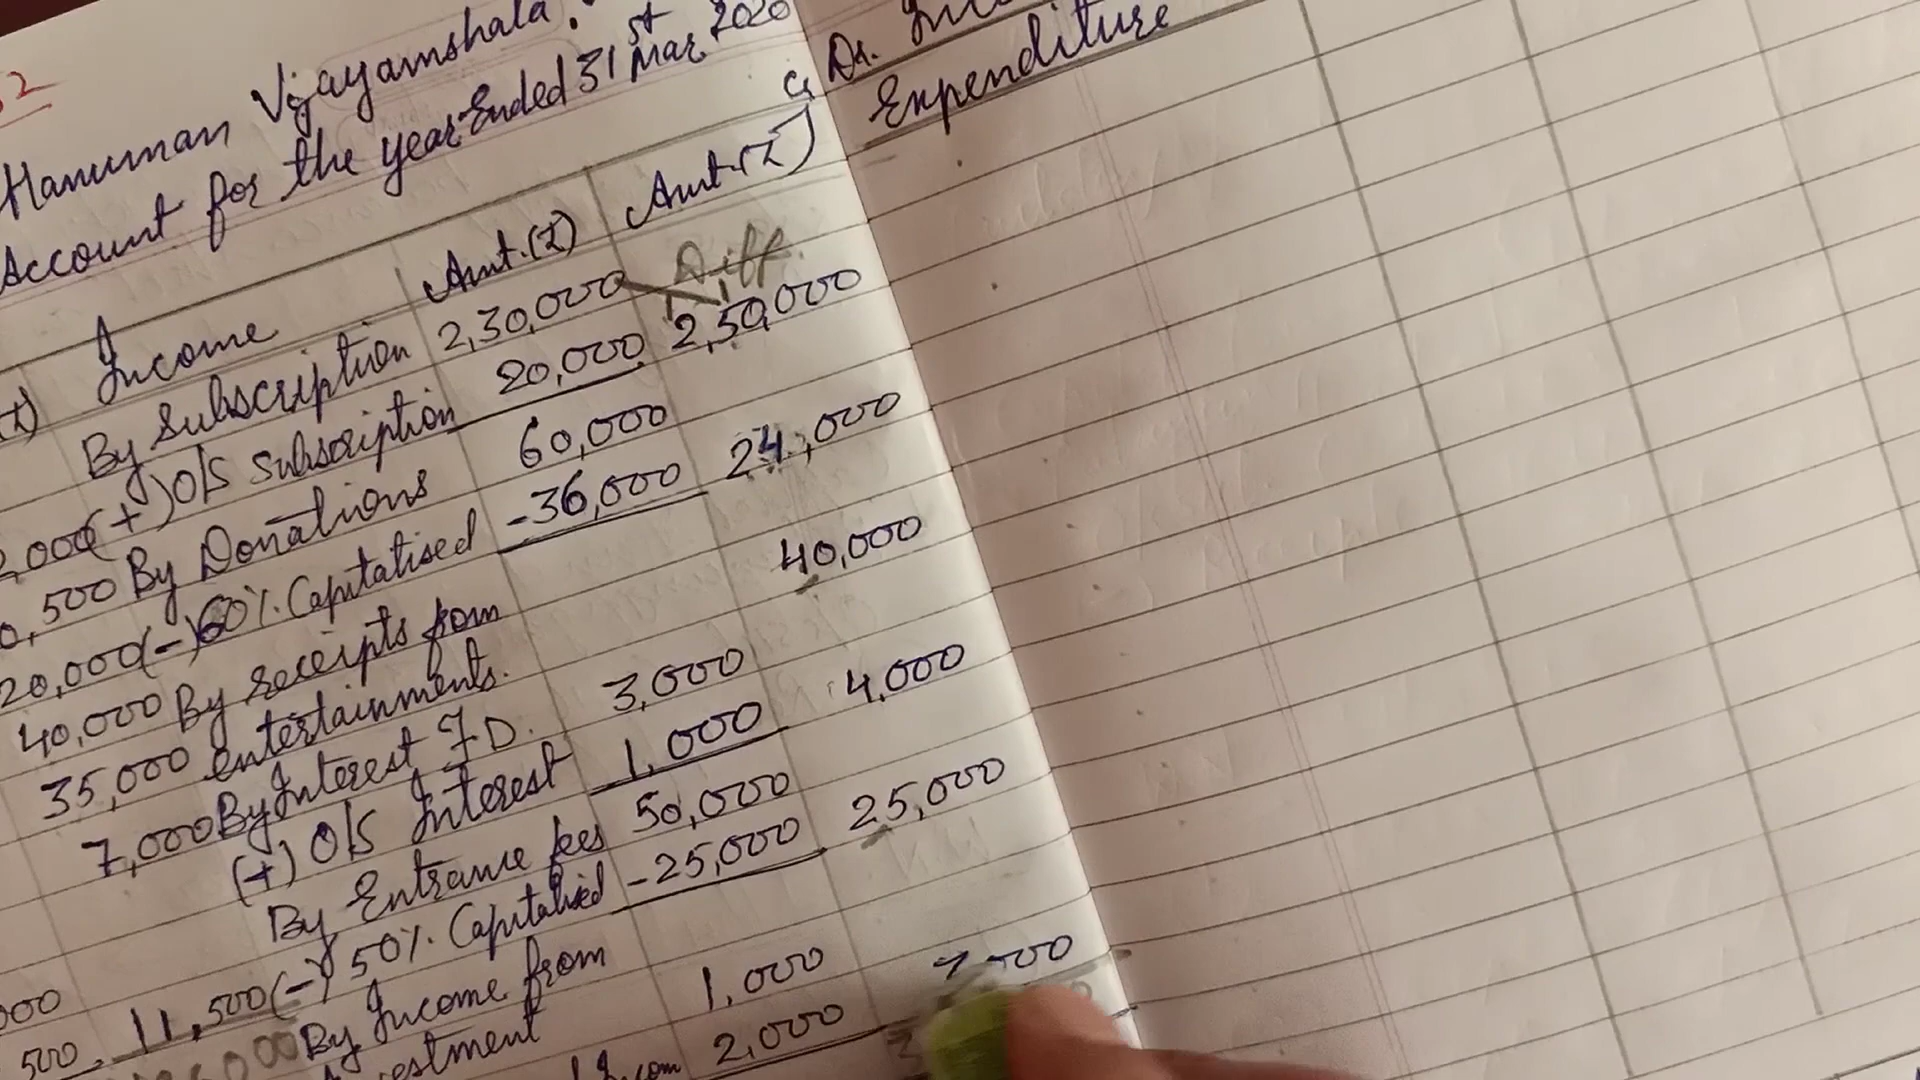 Hanuman Vyayamshala.
Account for the year Ended 31st Mar 2020
Cr
Income Amt.(₹) Amt.(₹)
Diff.
By Subscription 2,30,000
(+) O/S Subscription 20,000 2,50,000
500 By Donations 60,000
20,000 (-) 60% Capitalised -36,000 24,000
40,000 By receipts from
35,000 entertainments. 40,000
7,000 By Interest F.D. 3,000
(+) O/S Interest 1,000 4,000
By Entrance fees 50,000
11,500 (-) 50% Capitalised -25,000 25,000
By Income from
1,000
2,000
Dr.
Expenditure